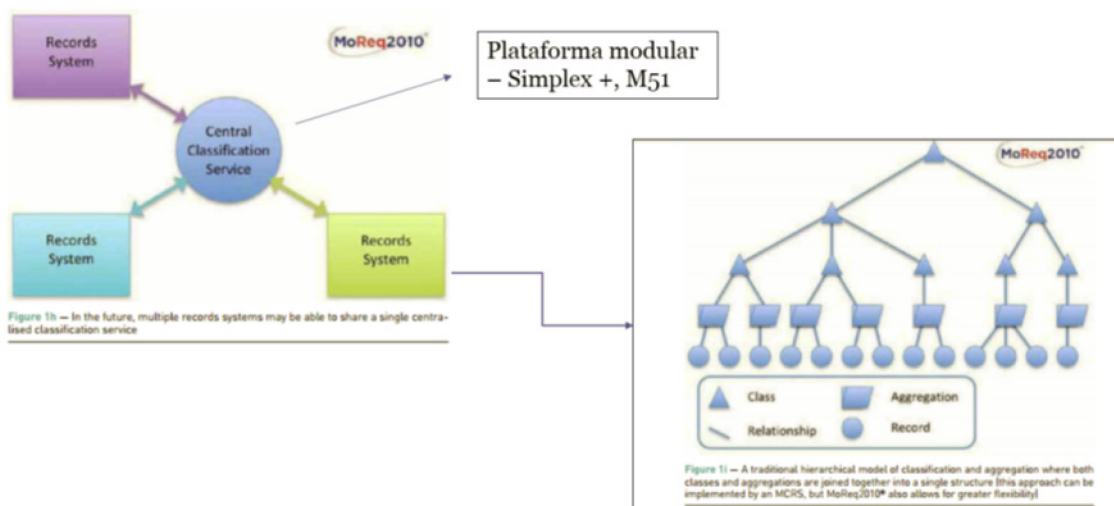 Records
System
MoReq2010
Plataforma modular
– Simplex +, M51
Central
Classification
Service
Records
System
Records
System
Figure 1h — In the future, multiple records systems may be able to share a single centra-
lised classification service
MoReq2010
Class
Aggregation
Relationship
Record
Figure 1i — A traditional hierarchical model of classification and aggregation where both
classes and aggregations are joined together into a single structure (this approach can be
implemented by an MCRS, but MoReq2010® also allows for greater flexibility)